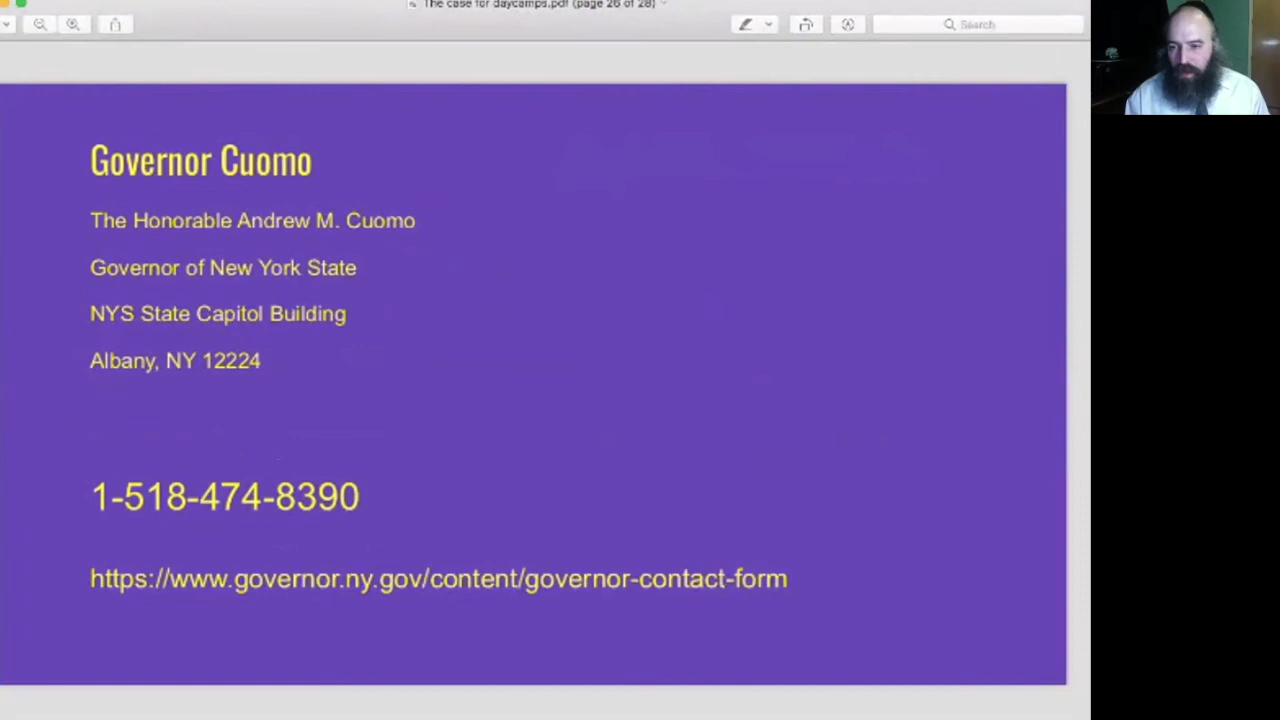 The case for daycamps.pdf (page 26 of 28)
Search
Governor Cuomo
The Honorable Andrew M. Cuomo
Governor of New York State
NYS State Capitol Building
Albany, NY 12224
1-518-474-8390
https://www.governor.ny.gov/content/governor-contact-form